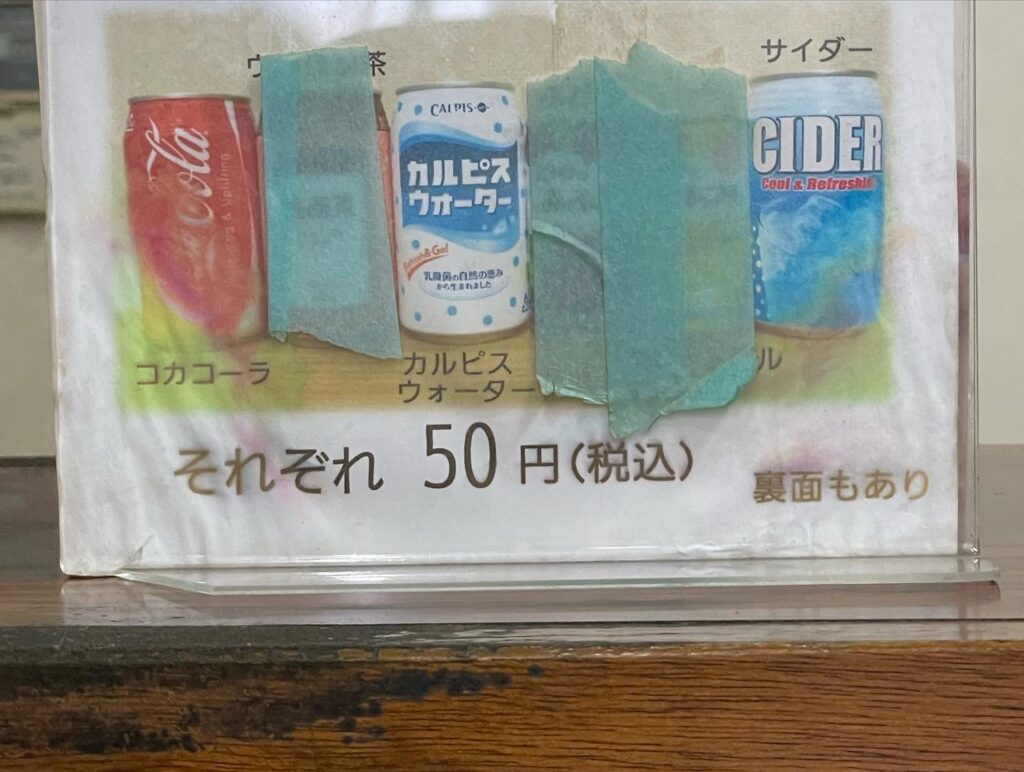 サイダー
ウ
茶
Coca-Cola
CALPIS
カルピス
ウォーター
Refresh&Go!
乳酸菌の自然の恵み
から生まれました
CIDER
Cool & Refreshin
コカコーラ
カルピス
ウォーター
ル
それぞれ 50 円(税込)
裏面もあり